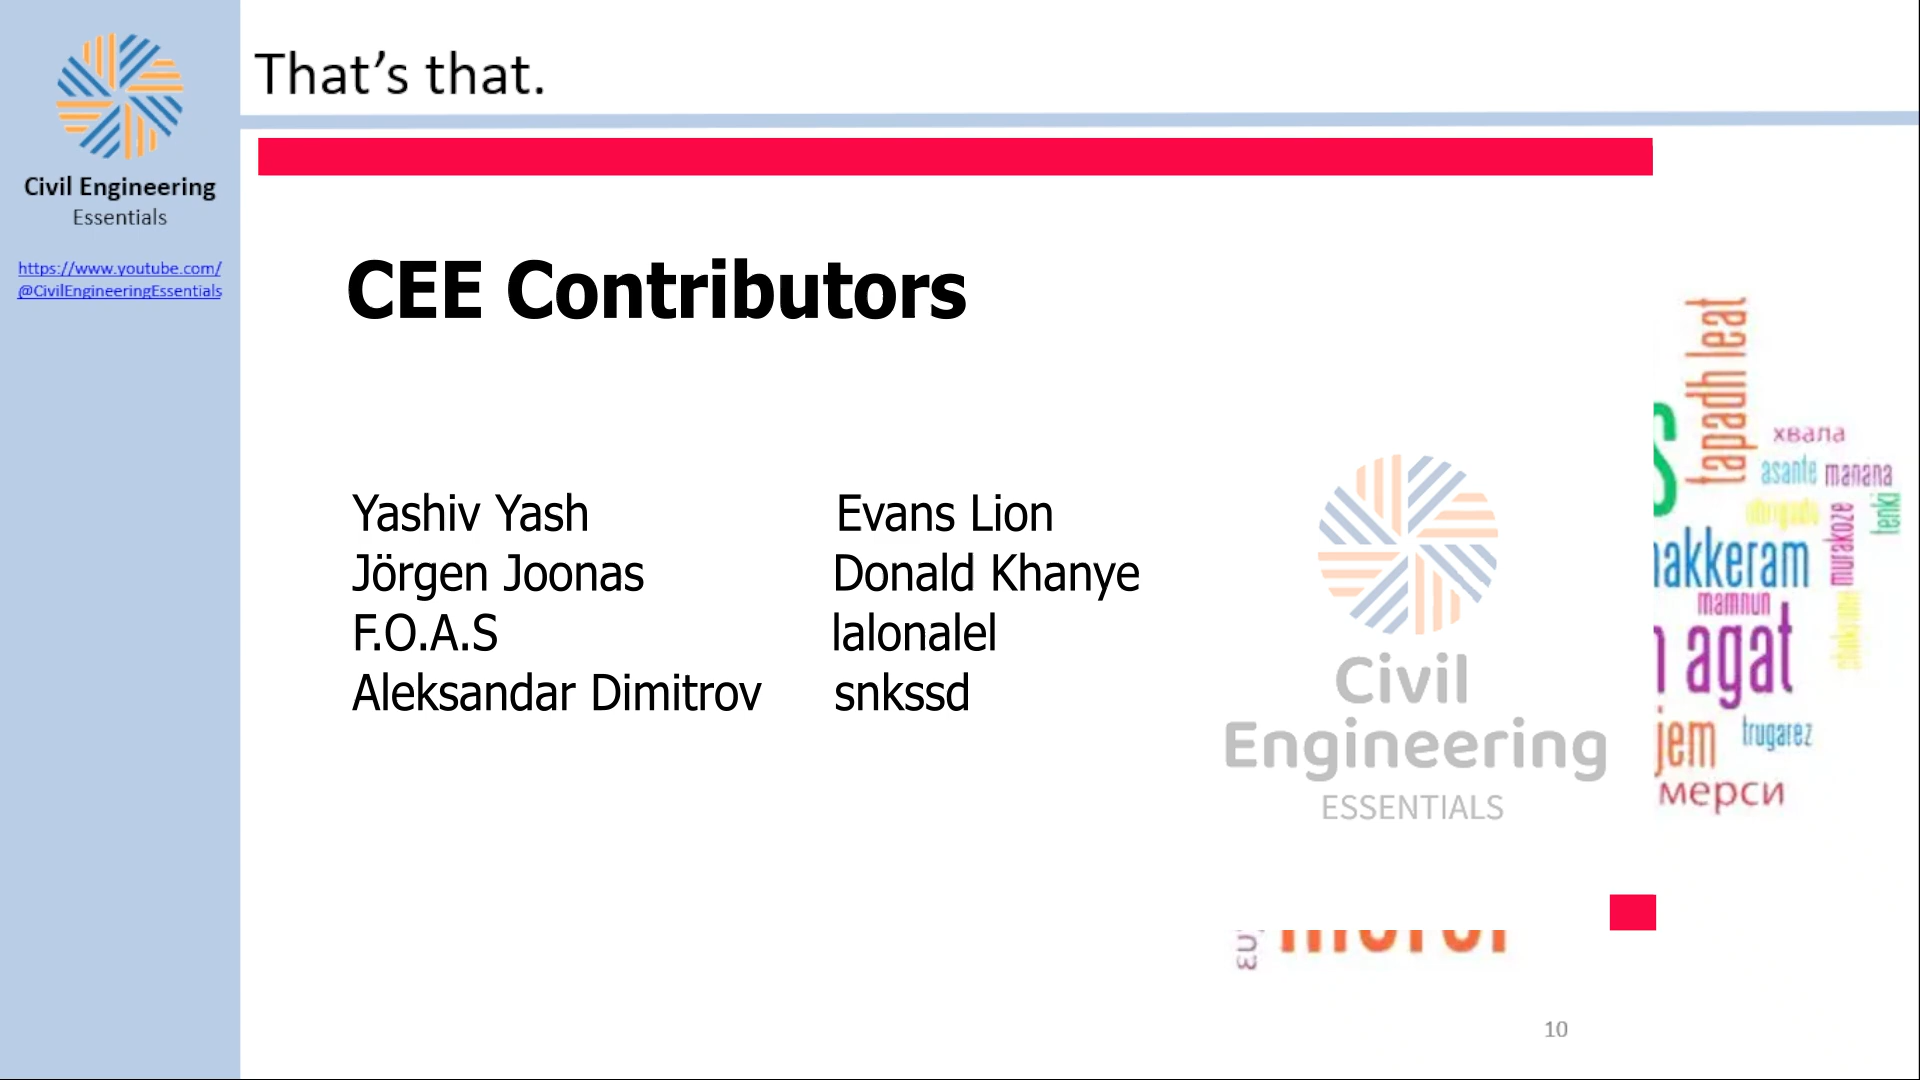 That’s that.
Civil Engineering
Essentials
https://www.youtube.com/
@CivilEngineeringEssentials
CEE Contributors
Yashiv Yash
Jörgen Joonas
F.O.A.S
Aleksandar Dimitrov
Evans Lion
Donald Khanye
lalonalel
snkssd
Civil
Engineering
ESSENTIALS
tapadh leat
хвала
asante
manana
obrigado
murakoze
tenki
mamnun
agat
jem
trugarez
мерси
10